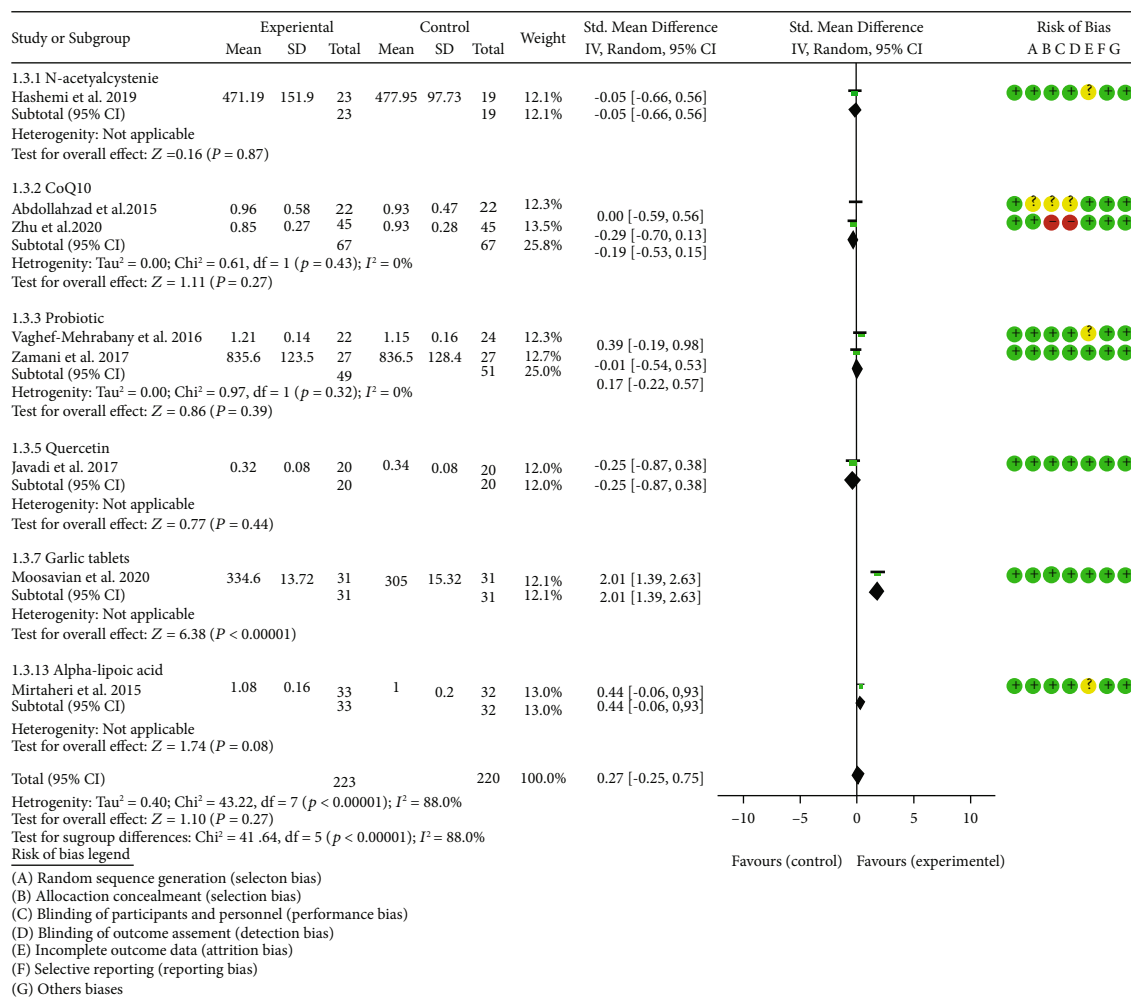 Study or Subgroup Experiental Control Weight Std. Mean Difference Std. Mean Difference Risk of Bias
Mean SD Total Mean SD Total IV, Random, 95% CI IV, Random, 95% CI A B C D E F G
1.3.1 N-acetyalcystenie
Hashemi et al. 2019 471.19 151.9 23 477.95 97.73 19 12.1% -0.05 [-0.66, 0.56] + + + + ? + +
Subtotal (95% CI) 23 19 12.1% -0.05 [-0.66, 0.56]
Heterogenity: Not applicable
Test for overall effect: Z =0.16 (P = 0.87)
1.3.2 CoQ10
Abdollahzad et al.2015 0.96 0.58 22 0.93 0.47 22 12.3% 0.00 [-0.59, 0.56] + ? ? ? + + +
Zhu et al.2020 0.85 0.27 45 0.93 0.28 45 13.5% -0.29 [-0.70, 0.13] + + − − + + +
Subtotal (95% CI) 67 67 25.8% -0.19 [-0.53, 0.15]
Hetrogenity: Tau² = 0.00; Chi² = 0.61, df = 1 (p = 0.43); I² = 0%
Test for overall effect: Z = 1.11 (P = 0.27)
1.3.3 Probiotic
Vaghef-Mehrabany et al. 2016 1.21 0.14 22 1.15 0.16 24 12.3% 0.39 [-0.19, 0.98] + + + + ? + +
Zamani et al. 2017 835.6 123.5 27 836.5 128.4 27 12.7% -0.01 [-0.54, 0.53] + + + + + + +
Subtotal (95% CI) 49 51 25.0% 0.17 [-0.22, 0.57]
Hetrogenity: Tau² = 0.00; Chi² = 0.97, df = 1 (p = 0.32); I² = 0%
Test for overall effect: Z = 0.86 (P = 0.39)
1.3.5 Quercetin
Javadi et al. 2017 0.32 0.08 20 0.34 0.08 20 12.0% -0.25 [-0.87, 0.38] + + + + + + +
Subtotal (95% CI) 20 20 12.0% -0.25 [-0.87, 0.38]
Heterogenity: Not applicable
Test for overall effect: Z = 0.77 (P = 0.44)
1.3.7 Garlic tablets
Moosavian et al. 2020 334.6 13.72 31 305 15.32 31 12.1% 2.01 [1.39, 2.63] + + + + + + +
Subtotal (95% CI) 31 31 12.1% 2.01 [1.39, 2.63]
Heterogenity: Not applicable
Test for overall effect: Z = 6.38 (P < 0.00001)
1.3.13 Alpha-lipoic acid
Mirtaheri et al. 2015 1.08 0.16 33 1 0.2 32 13.0% 0.44 [-0.06, 0,93] + + + + ? + +
Subtotal (95% CI) 33 32 13.0% 0.44 [-0.06, 0,93]
Heterogenity: Not applicable
Test for overall effect: Z = 1.74 (P = 0.08)
Total (95% CI) 223 220 100.0% 0.27 [-0.25, 0.75]
Hetrogenity: Tau² = 0.40; Chi² = 43.22, df = 7 (p < 0.00001); I² = 88.0%
Test for overall effect: Z = 1.10 (P = 0.27)
Test for sugroup differences: Chi² = 41 .64, df = 5 (p < 0.00001); I² = 88.0%
−10 −5 0 5 10
Favours (control) Favours (experimentel)
Risk of bias legend
(A) Random sequence generation (selecton bias)
(B) Allocaction concealmeant (selection bias)
(C) Blinding of participants and personnel (performance bias)
(D) Blinding of outcome assement (detection bias)
(E) Incomplete outcome data (attrition bias)
(F) Selective reporting (reporting bias)
(G) Others biases